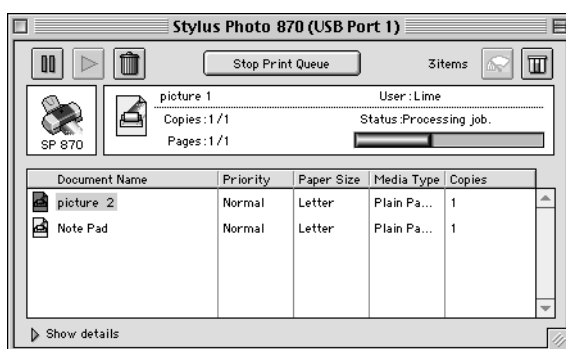 Stylus Photo 870 (USB Port 1)
Stop Print Queue 3items
picture 1 User:Lime
Copies:1/1 Status:Processing job.
Pages:1/1
SP 870
Document Name Priority Paper Size Media Type Copies
picture 2 Normal Letter Plain Pa... 1
Note Pad Normal Letter Plain Pa... 1
Show details